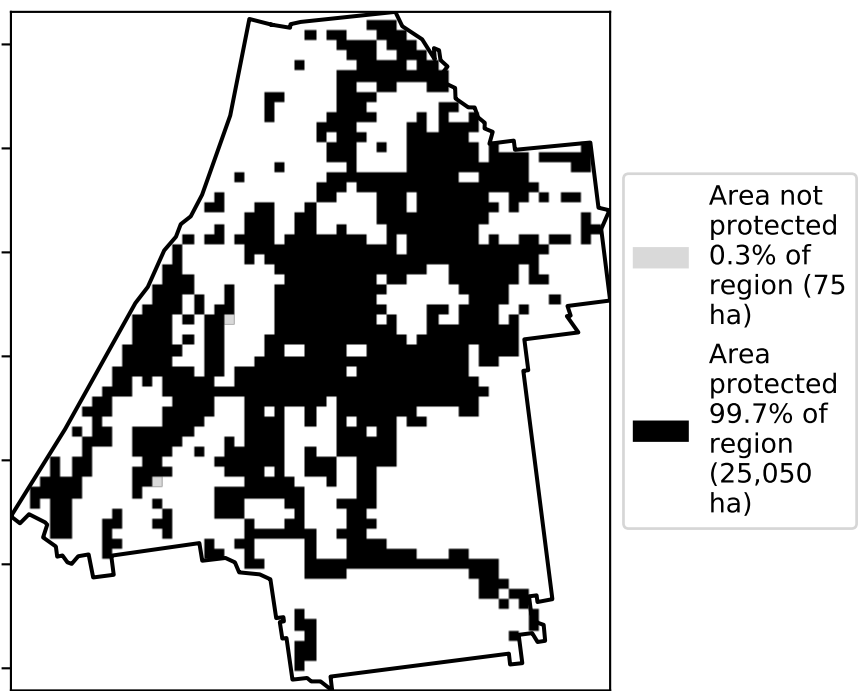 Area not
protected
0.3% of
region (75
ha)
Area
protected
99.7% of
region
(25,050
ha)